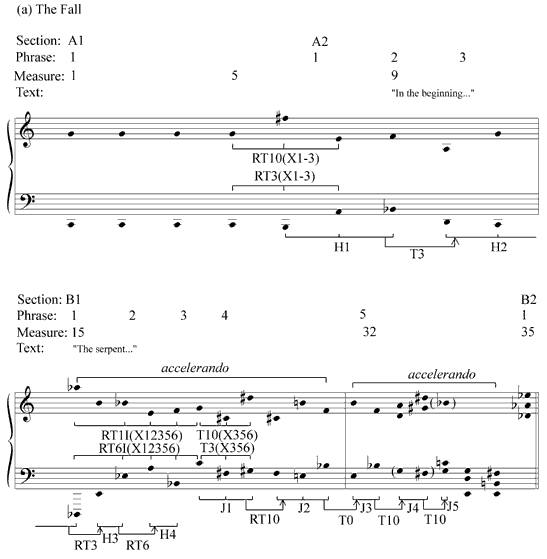 (a) The Fall
Section: A1 A2
Phrase: 1 1 2 3
Measure: 1 5 9
Text: "In the beginning..."
RT10(X1-3)
RT3(X1-3)
H1 H2
T3
Section: B1 B2
Phrase: 1 2 3 4 5 1
Measure: 15 32 35
Text: "The serpent..."
accelerando accelerando
RT1I(X12356) T10(X356)
RT6I(X12356) T3(X356)
H3 H4 J1 J2 J3 J4 J5
RT3 RT6 RT10 T0 T10 T10